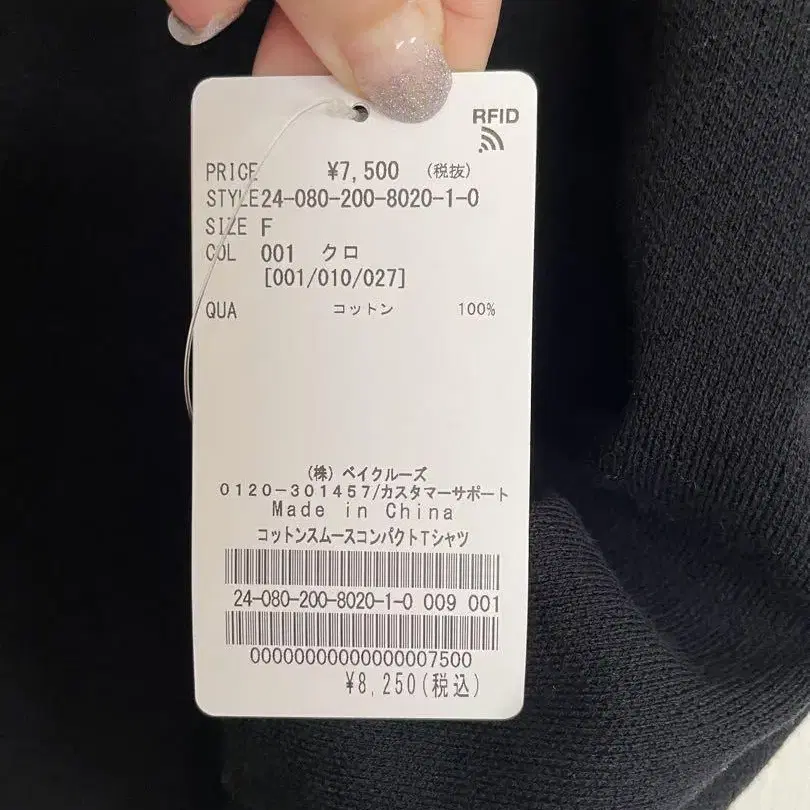 RFID
PRICE ¥7,500 (税抜)
STYLE24-080-200-8020-1-0
SIZE F
COL 001 クロ
[001/010/027]
QUA コットン 100%
(株) ベイクルーズ
0120-301457/カスタマーサポート
Made in China
コットンスムースコンパクトTシャツ
24-080-200-8020-1-0 009 001
00000000000000007500
¥8,250(税込)